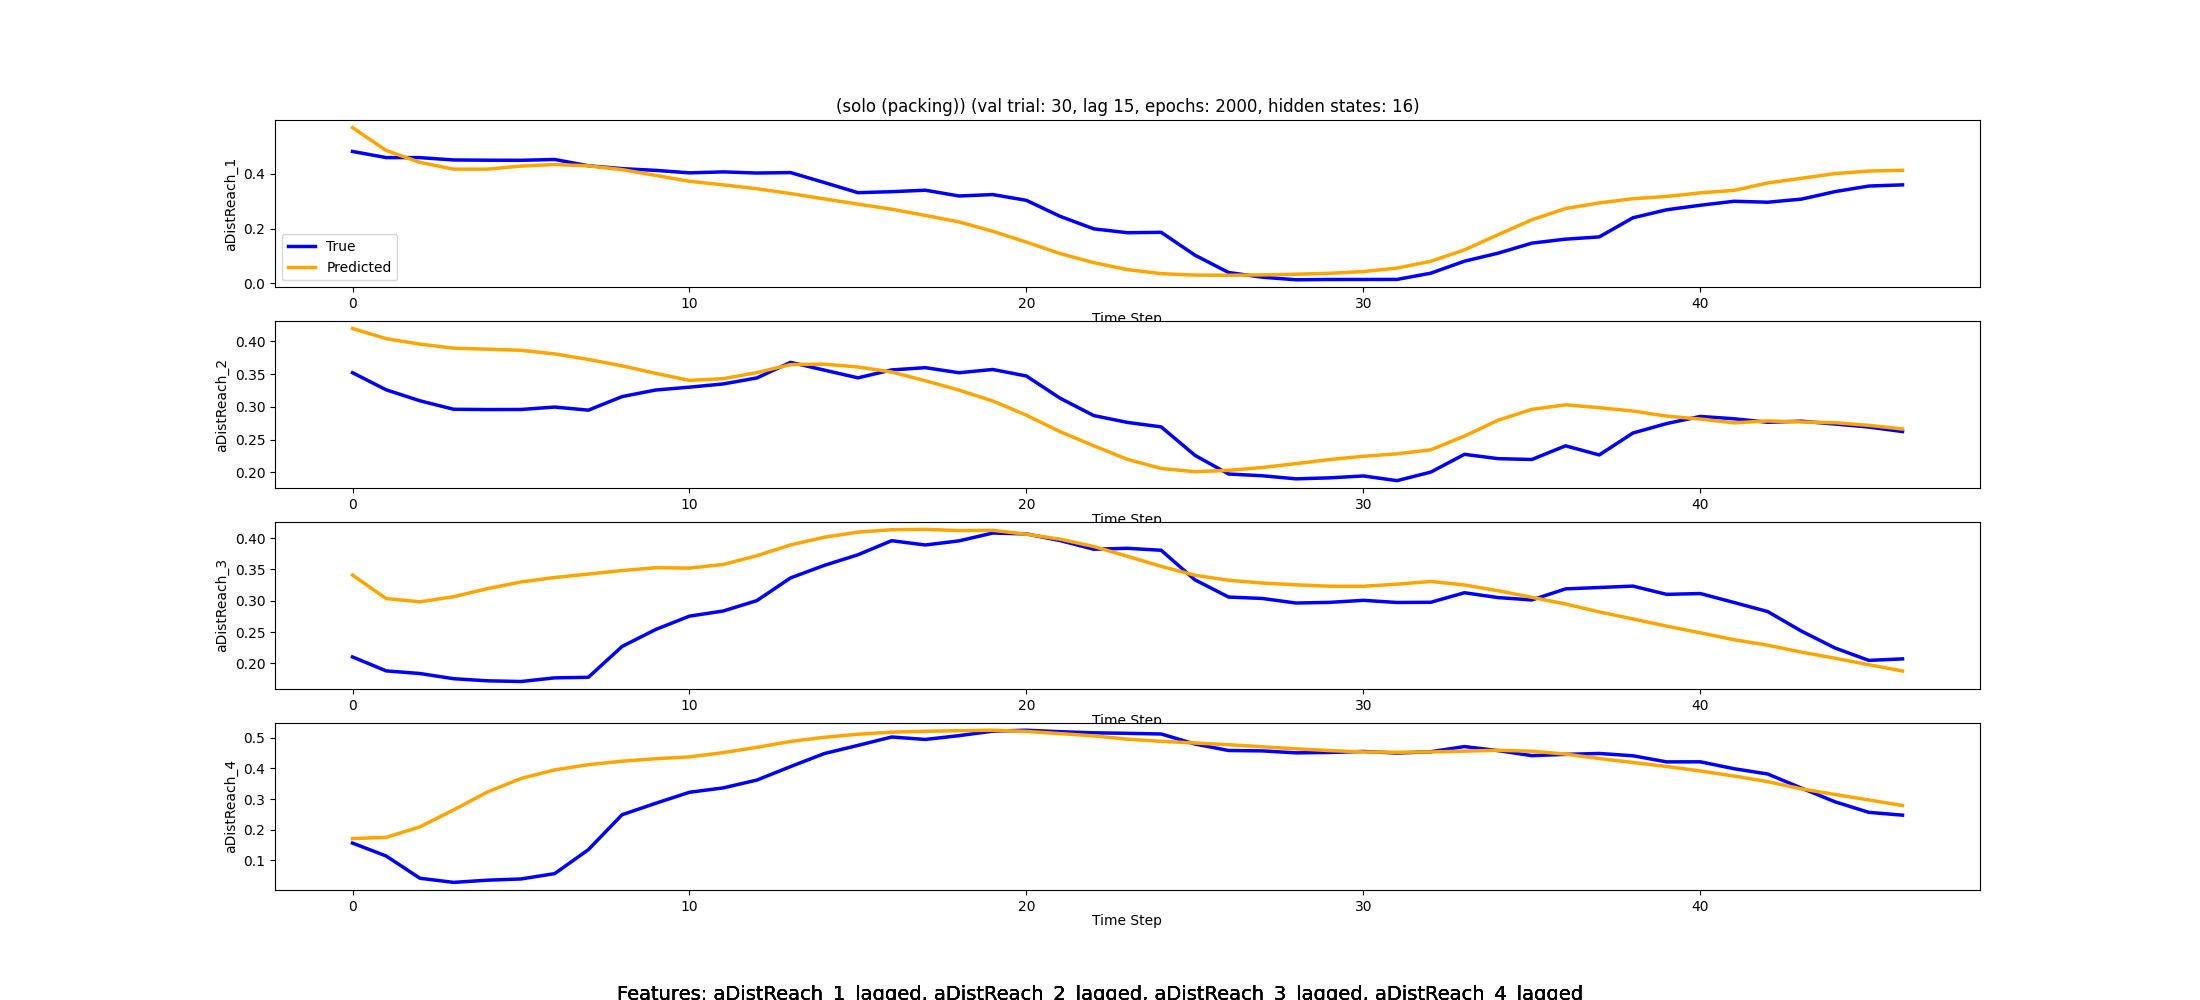 (solo (packing)) (val trial: 30, lag 15, epochs: 2000, hidden states: 16)
aDistReach_1
0.4
0.2
0.0
True
Predicted
0 10 20 30 40
Time Step
aDistReach_2
0.40
0.35
0.30
0.25
0.20
0 10 20 30 40
Time Step
aDistReach_3
0.40
0.35
0.30
0.25
0.20
0 10 20 30 40
Time Step
aDistReach_4
0.5
0.4
0.3
0.2
0.1
0 10 20 30 40
Time Step
Features: aDistReach_1_lagged, aDistReach_2_lagged, aDistReach_3_lagged, aDistReach_4_lagged